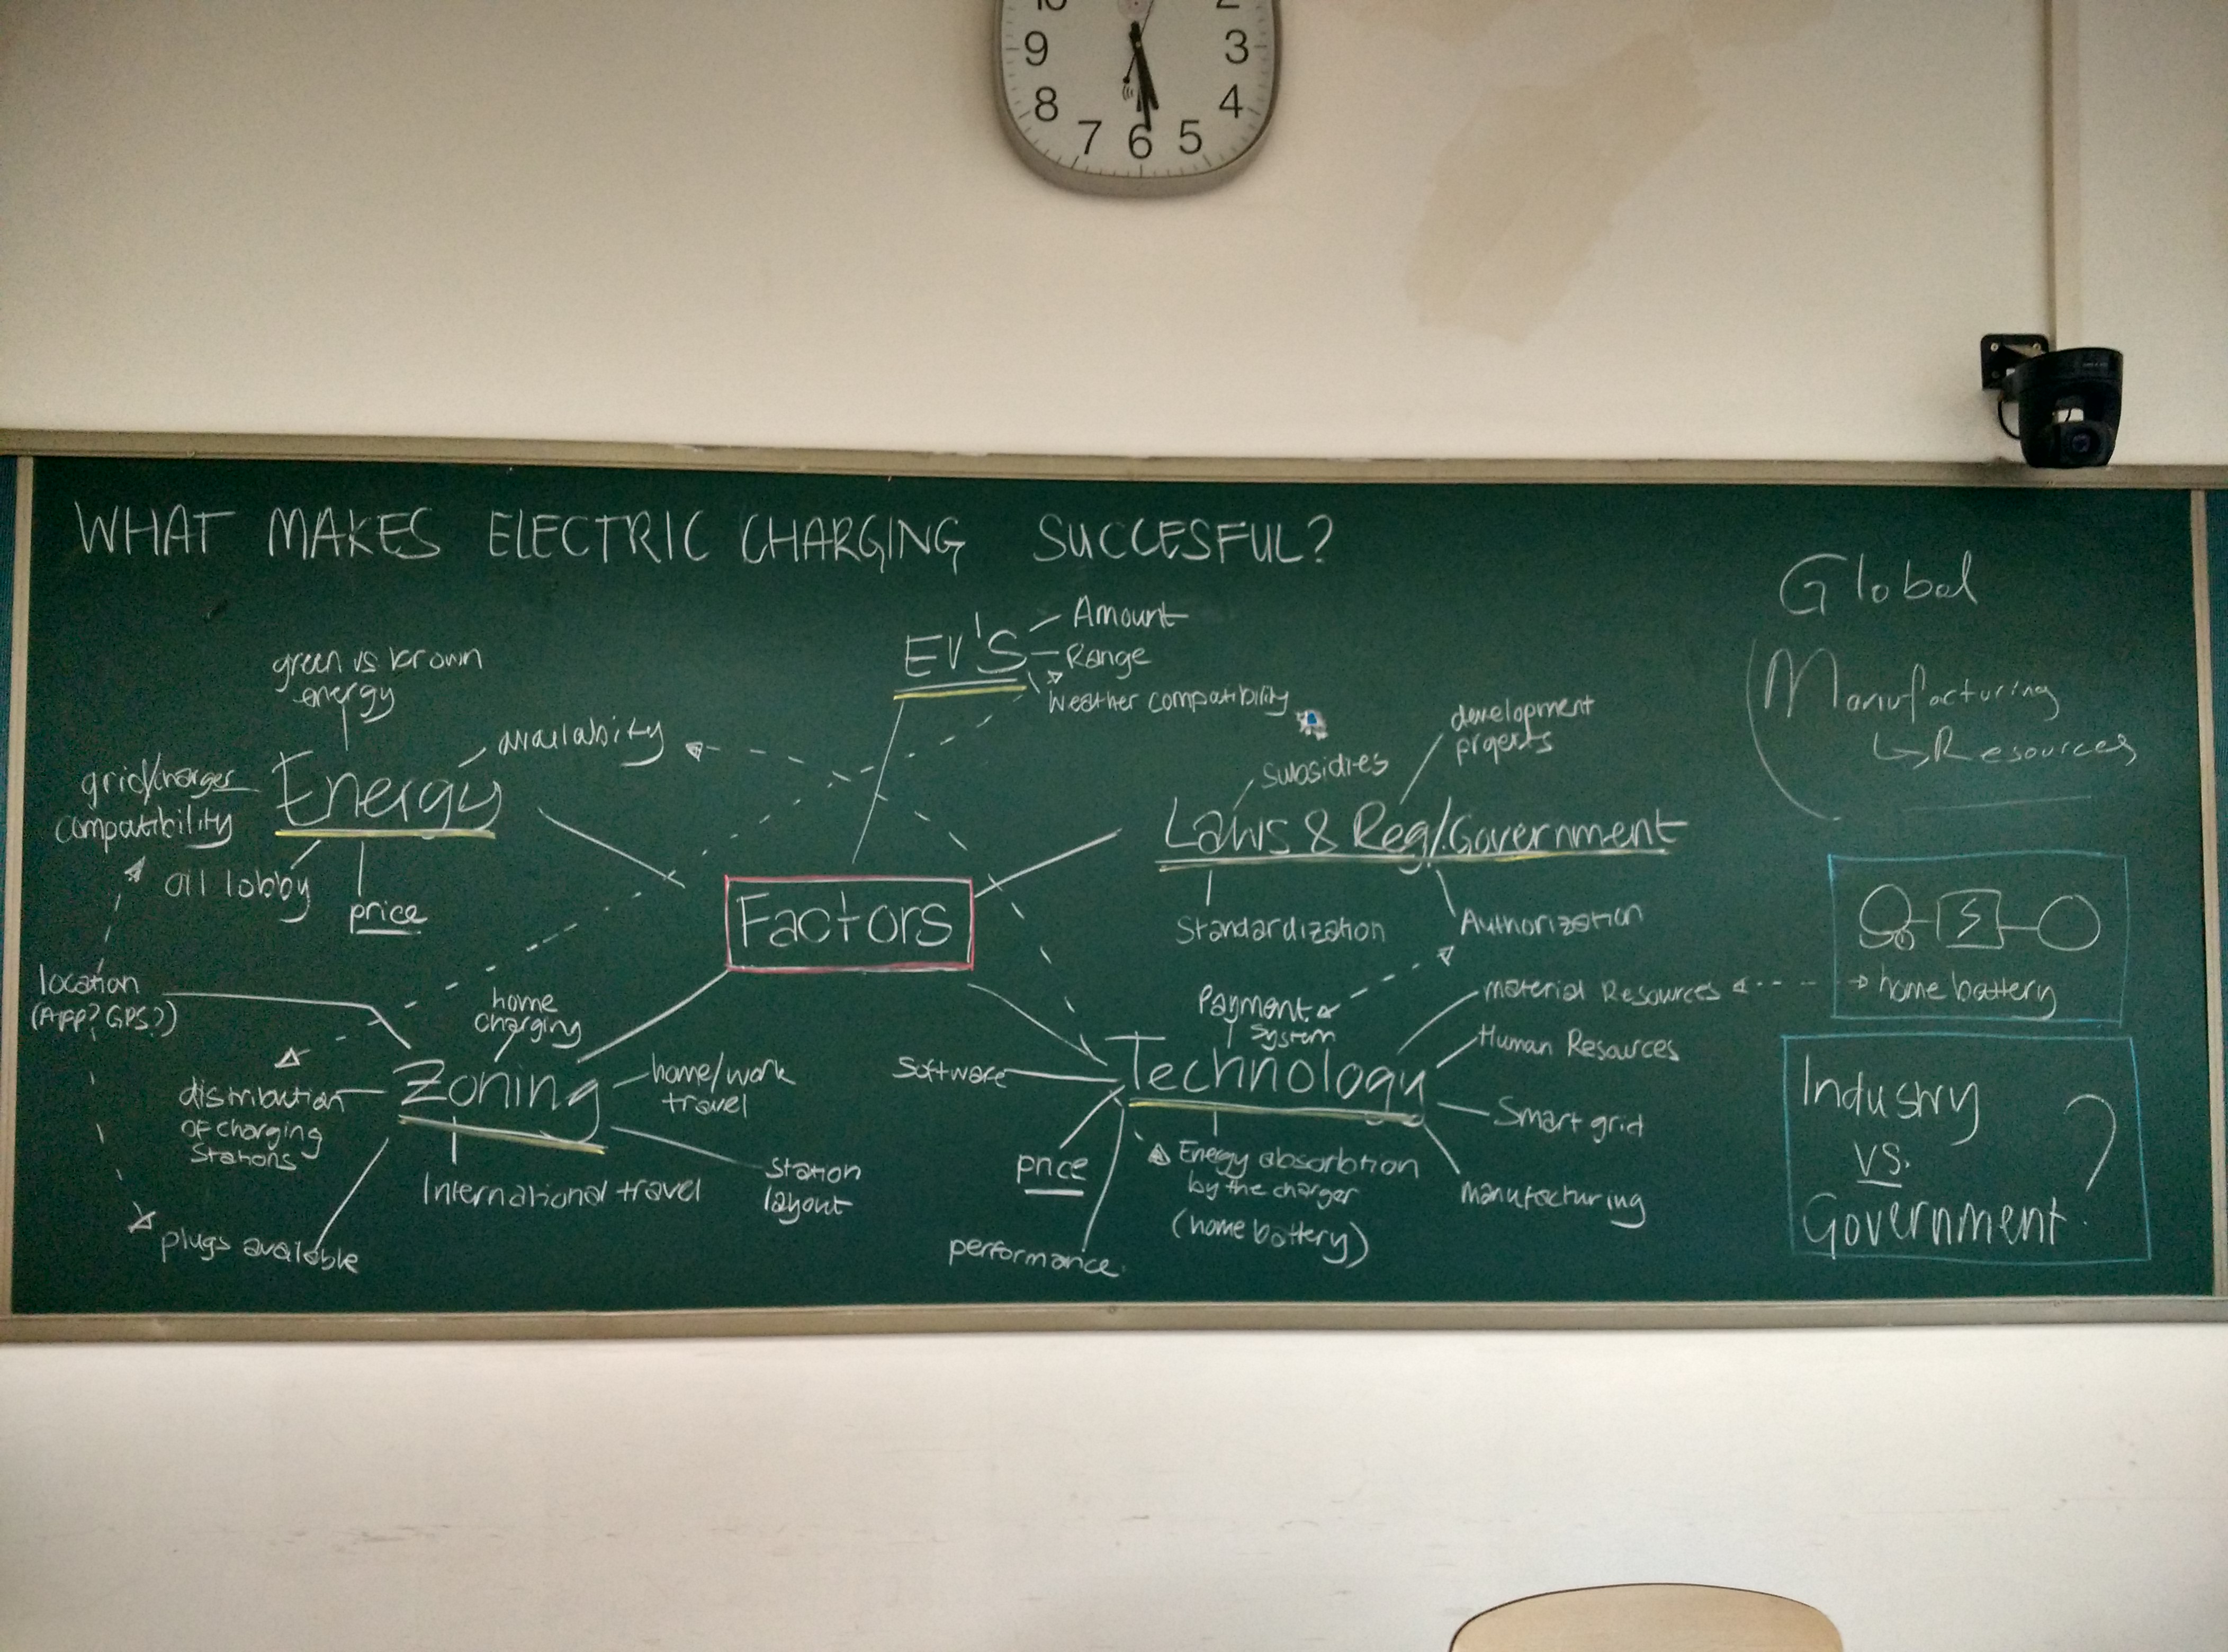 10
2
9
3
8
4
7
6
5
WHAT MAKES ELECTRIC CHARGING SUCCESFUL?
EV'S
Amount
Range
Weather compatibility
green vs brown
energy
availability
Energy
grid/charger
compatibility
oil lobby
price
Subsidies
development
projects
Laws & Reg/.Government
Standardization
Authorization
Factors
location
(APP? GPS?)
home
charging
Zoning
home/work
travel
distribution
of charging
Stations
International travel
station
layout
plugs available
Payment
System
Software
Technology
material Resources
Human Resources
Smart grid
manufacturing
price
Energy absorbtion
by the charger
(home battery)
performance.
Global
Manufacturing
Resources
home battery
Industry
VS.
Government
?